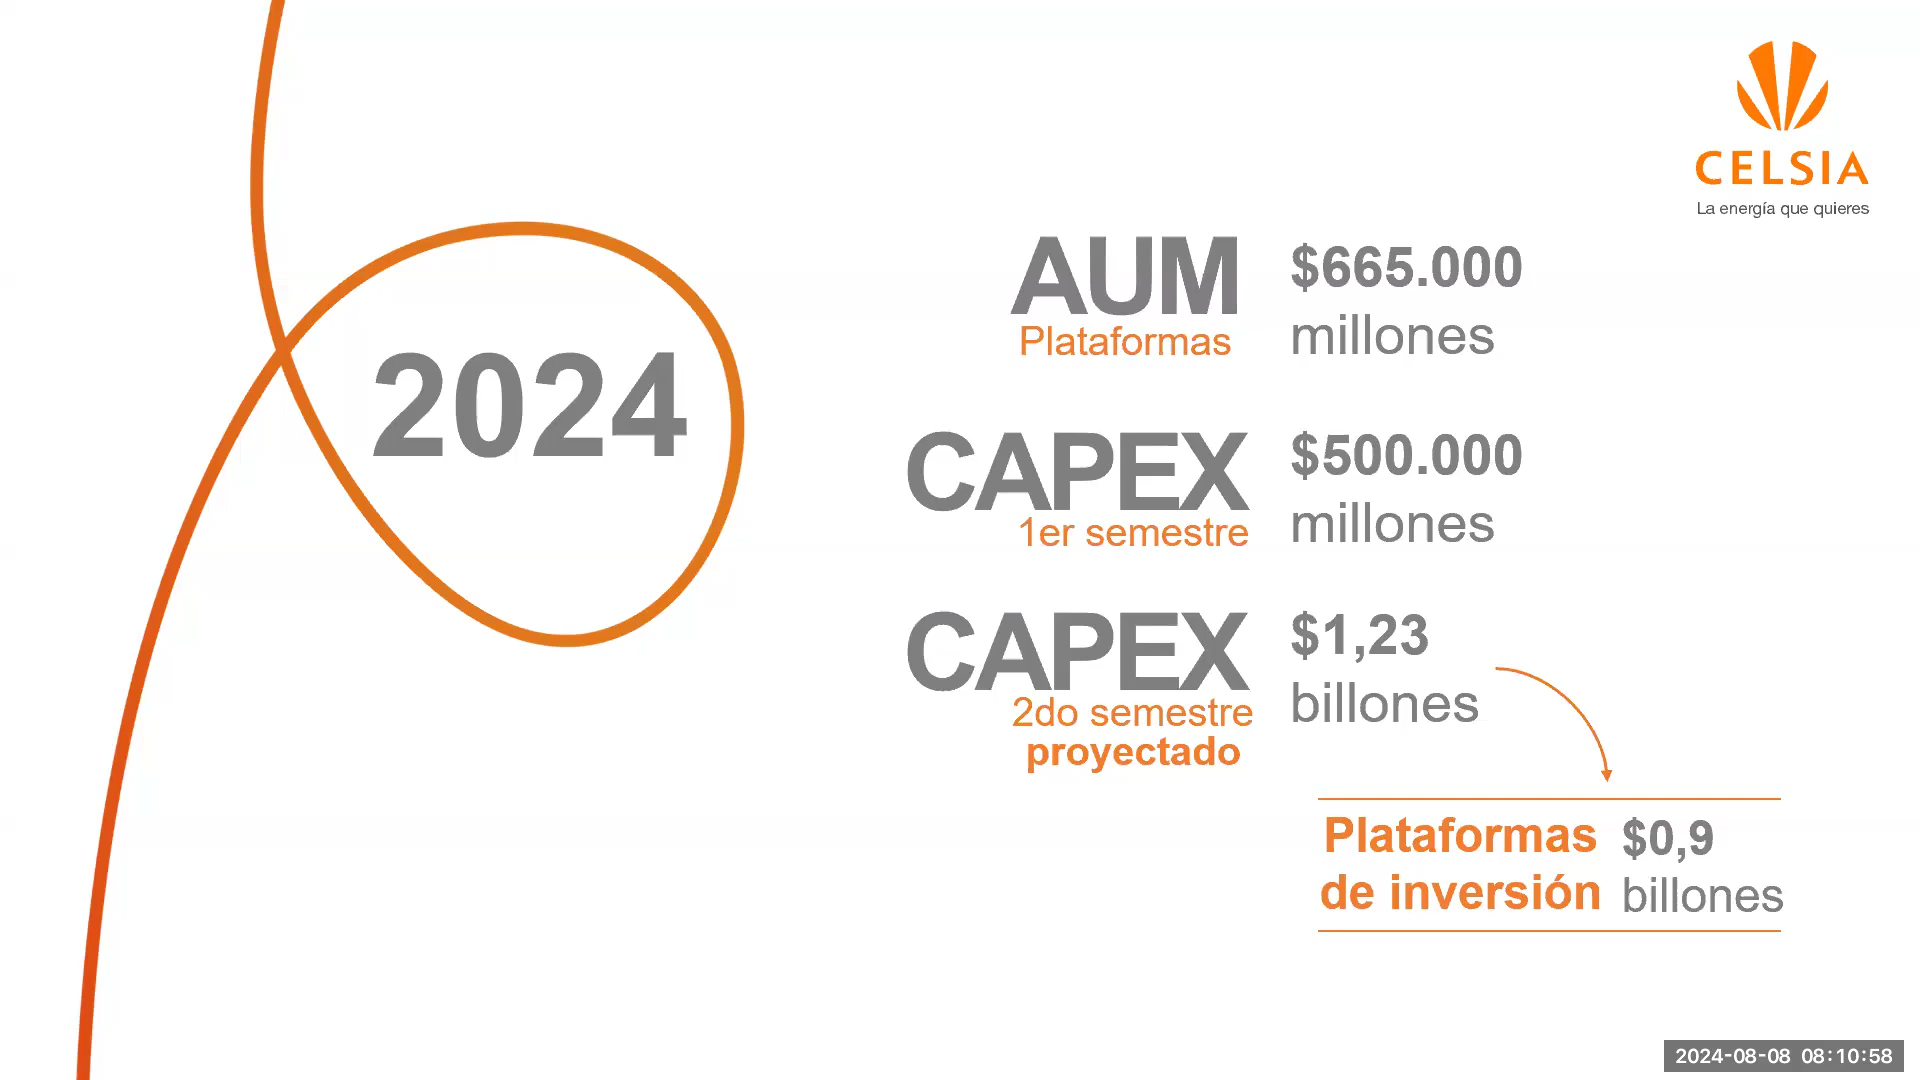 CELSIA
La energía que quieres
2024
AUM
Plataformas
$665.000
millones
CAPEX
1er semestre
$500.000
millones
CAPEX
2do semestre
proyectado
$1,23
billones
Plataformas
de inversión
$0,9
billones
2024-08-08 08:10:58